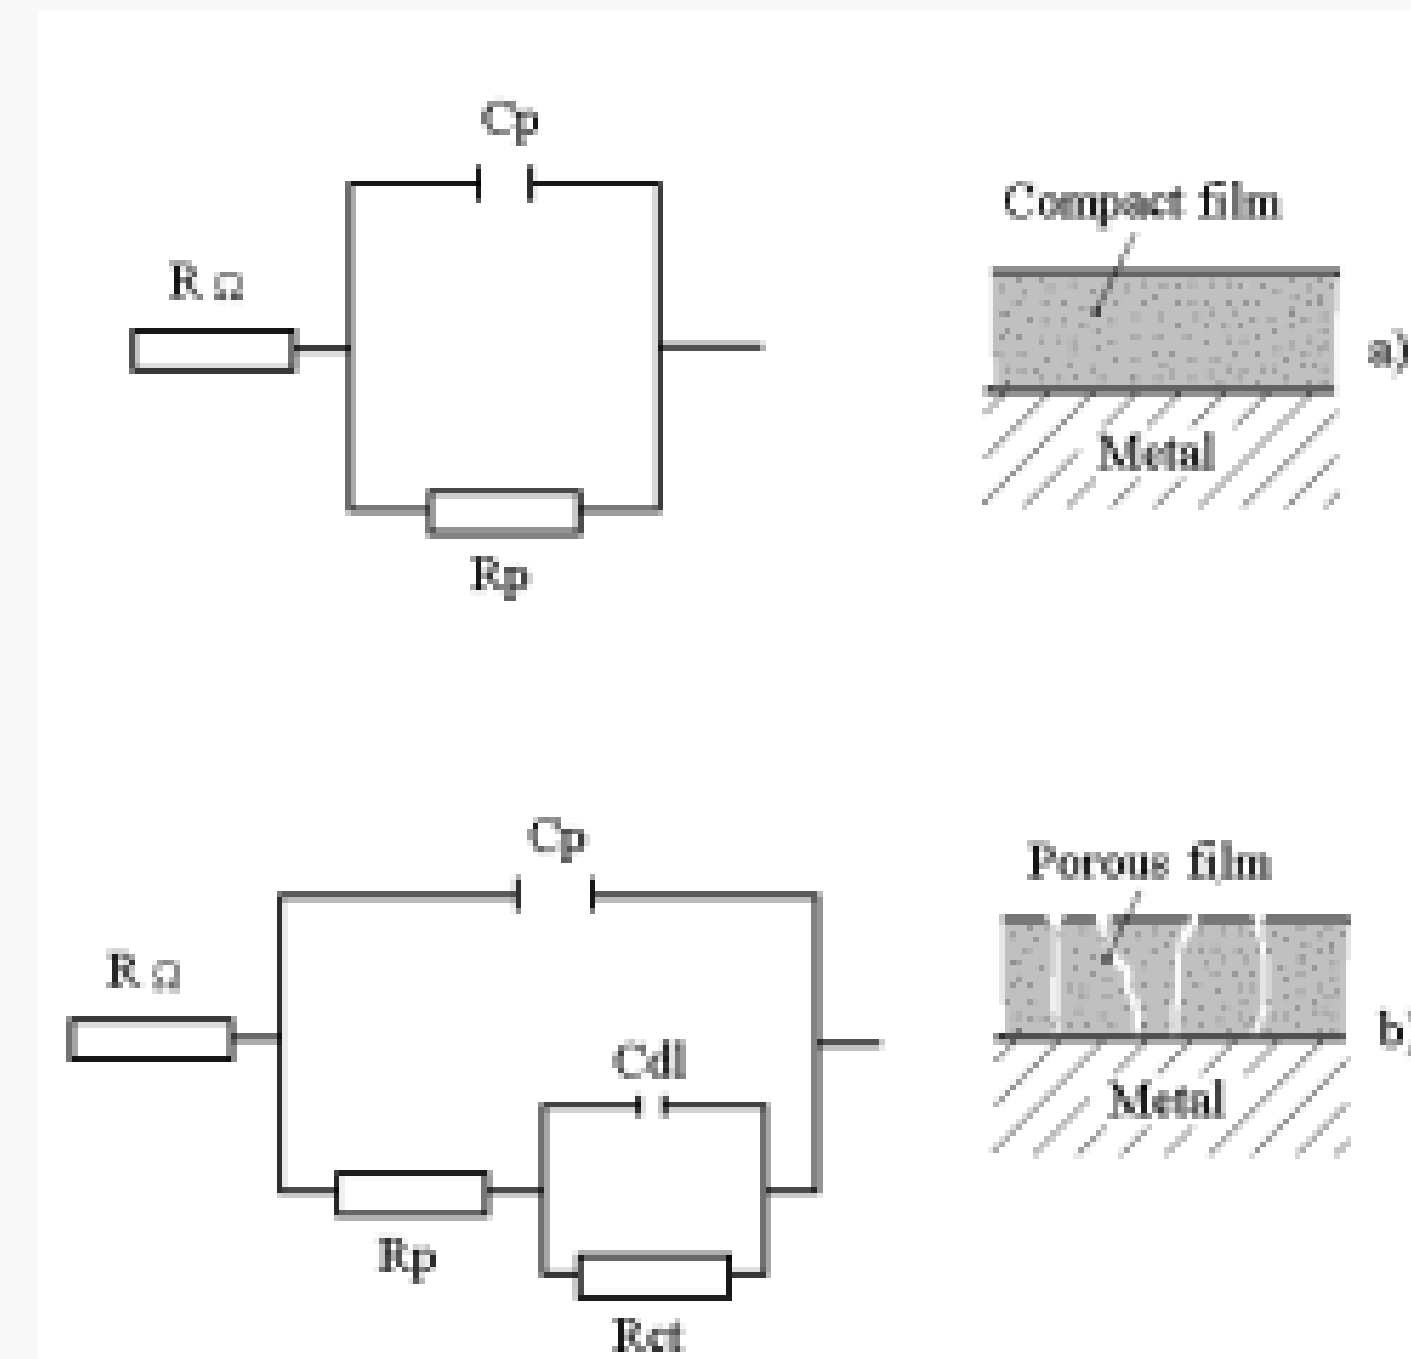 Cp
R Ω
Rp
Compact film
Metal
a)
Cp
R Ω
Cdl
Rp
Rct
Porous film
Metal
b)